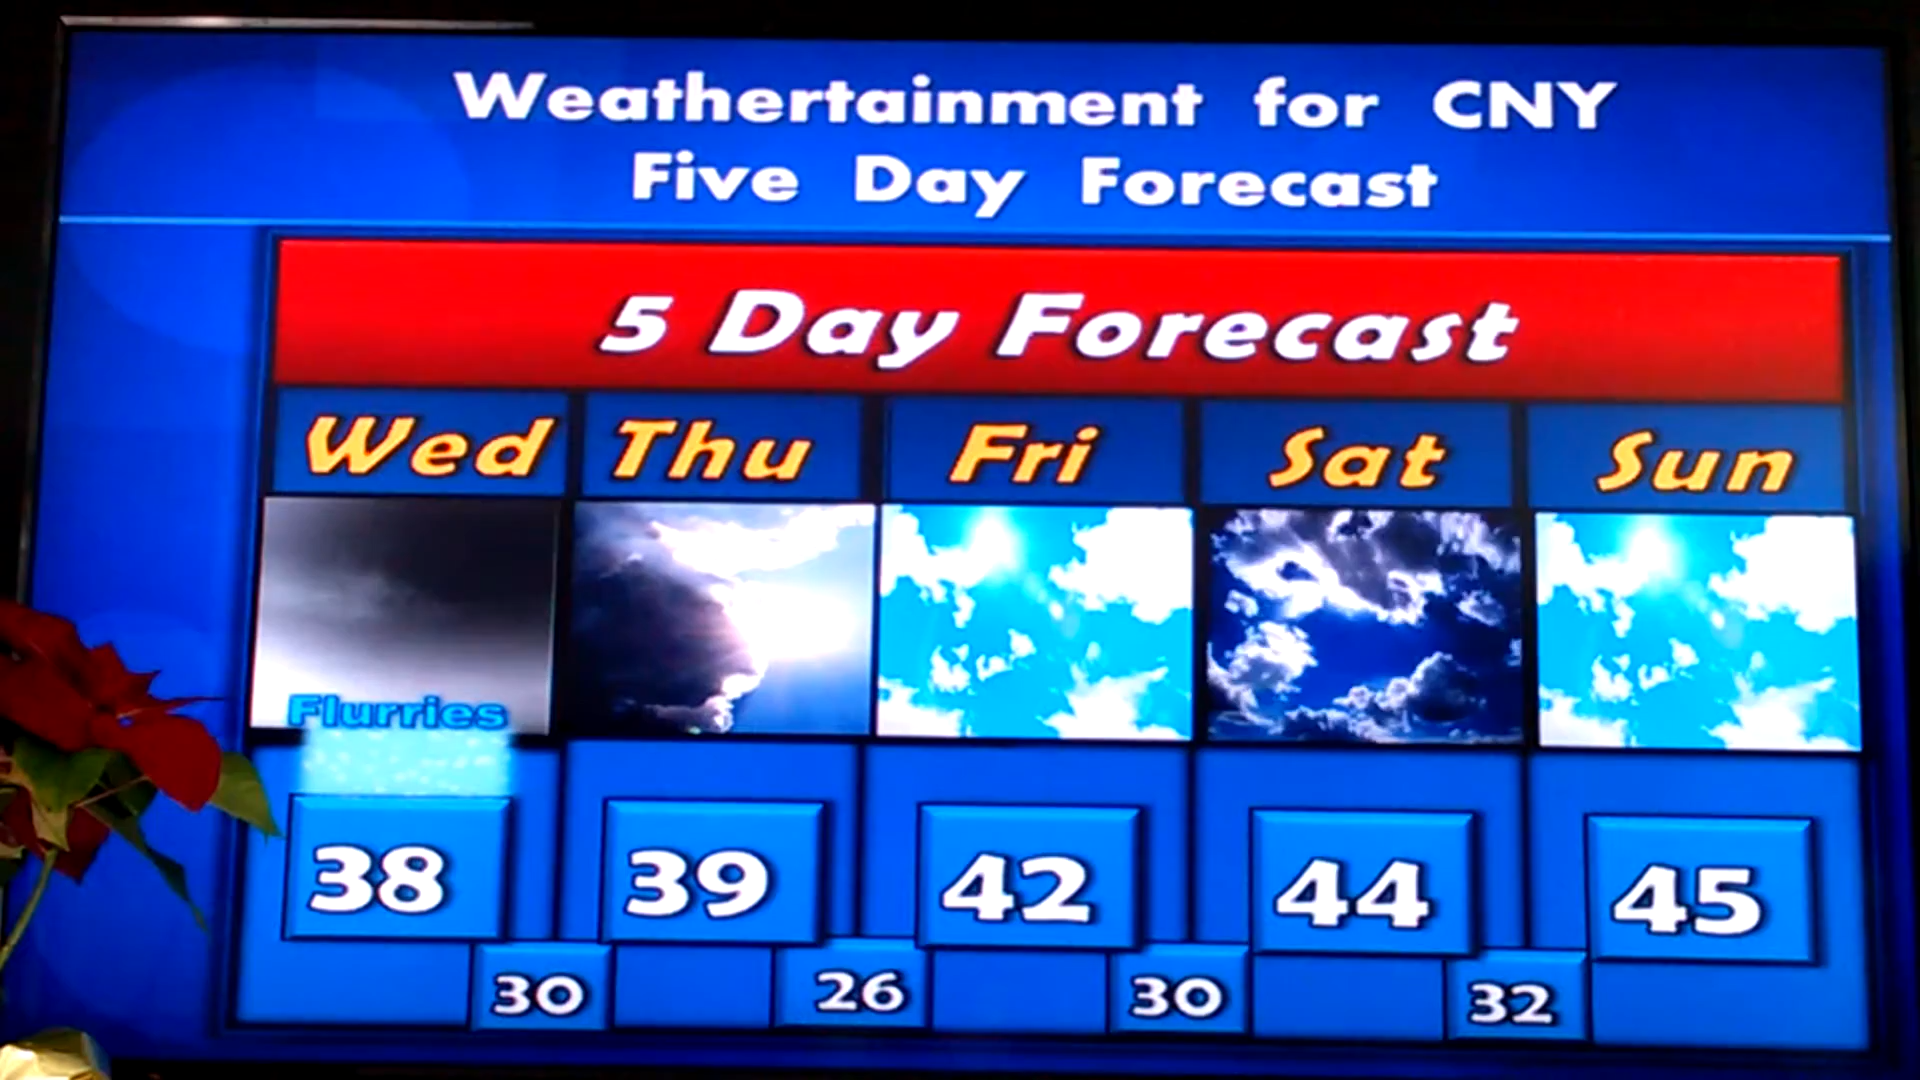 Weathertainment for CNY
Five Day Forecast
5 Day Forecast
Wed Thu Fri Sat Sun
Flurries
38 39 42 44 45
30 26 30 32